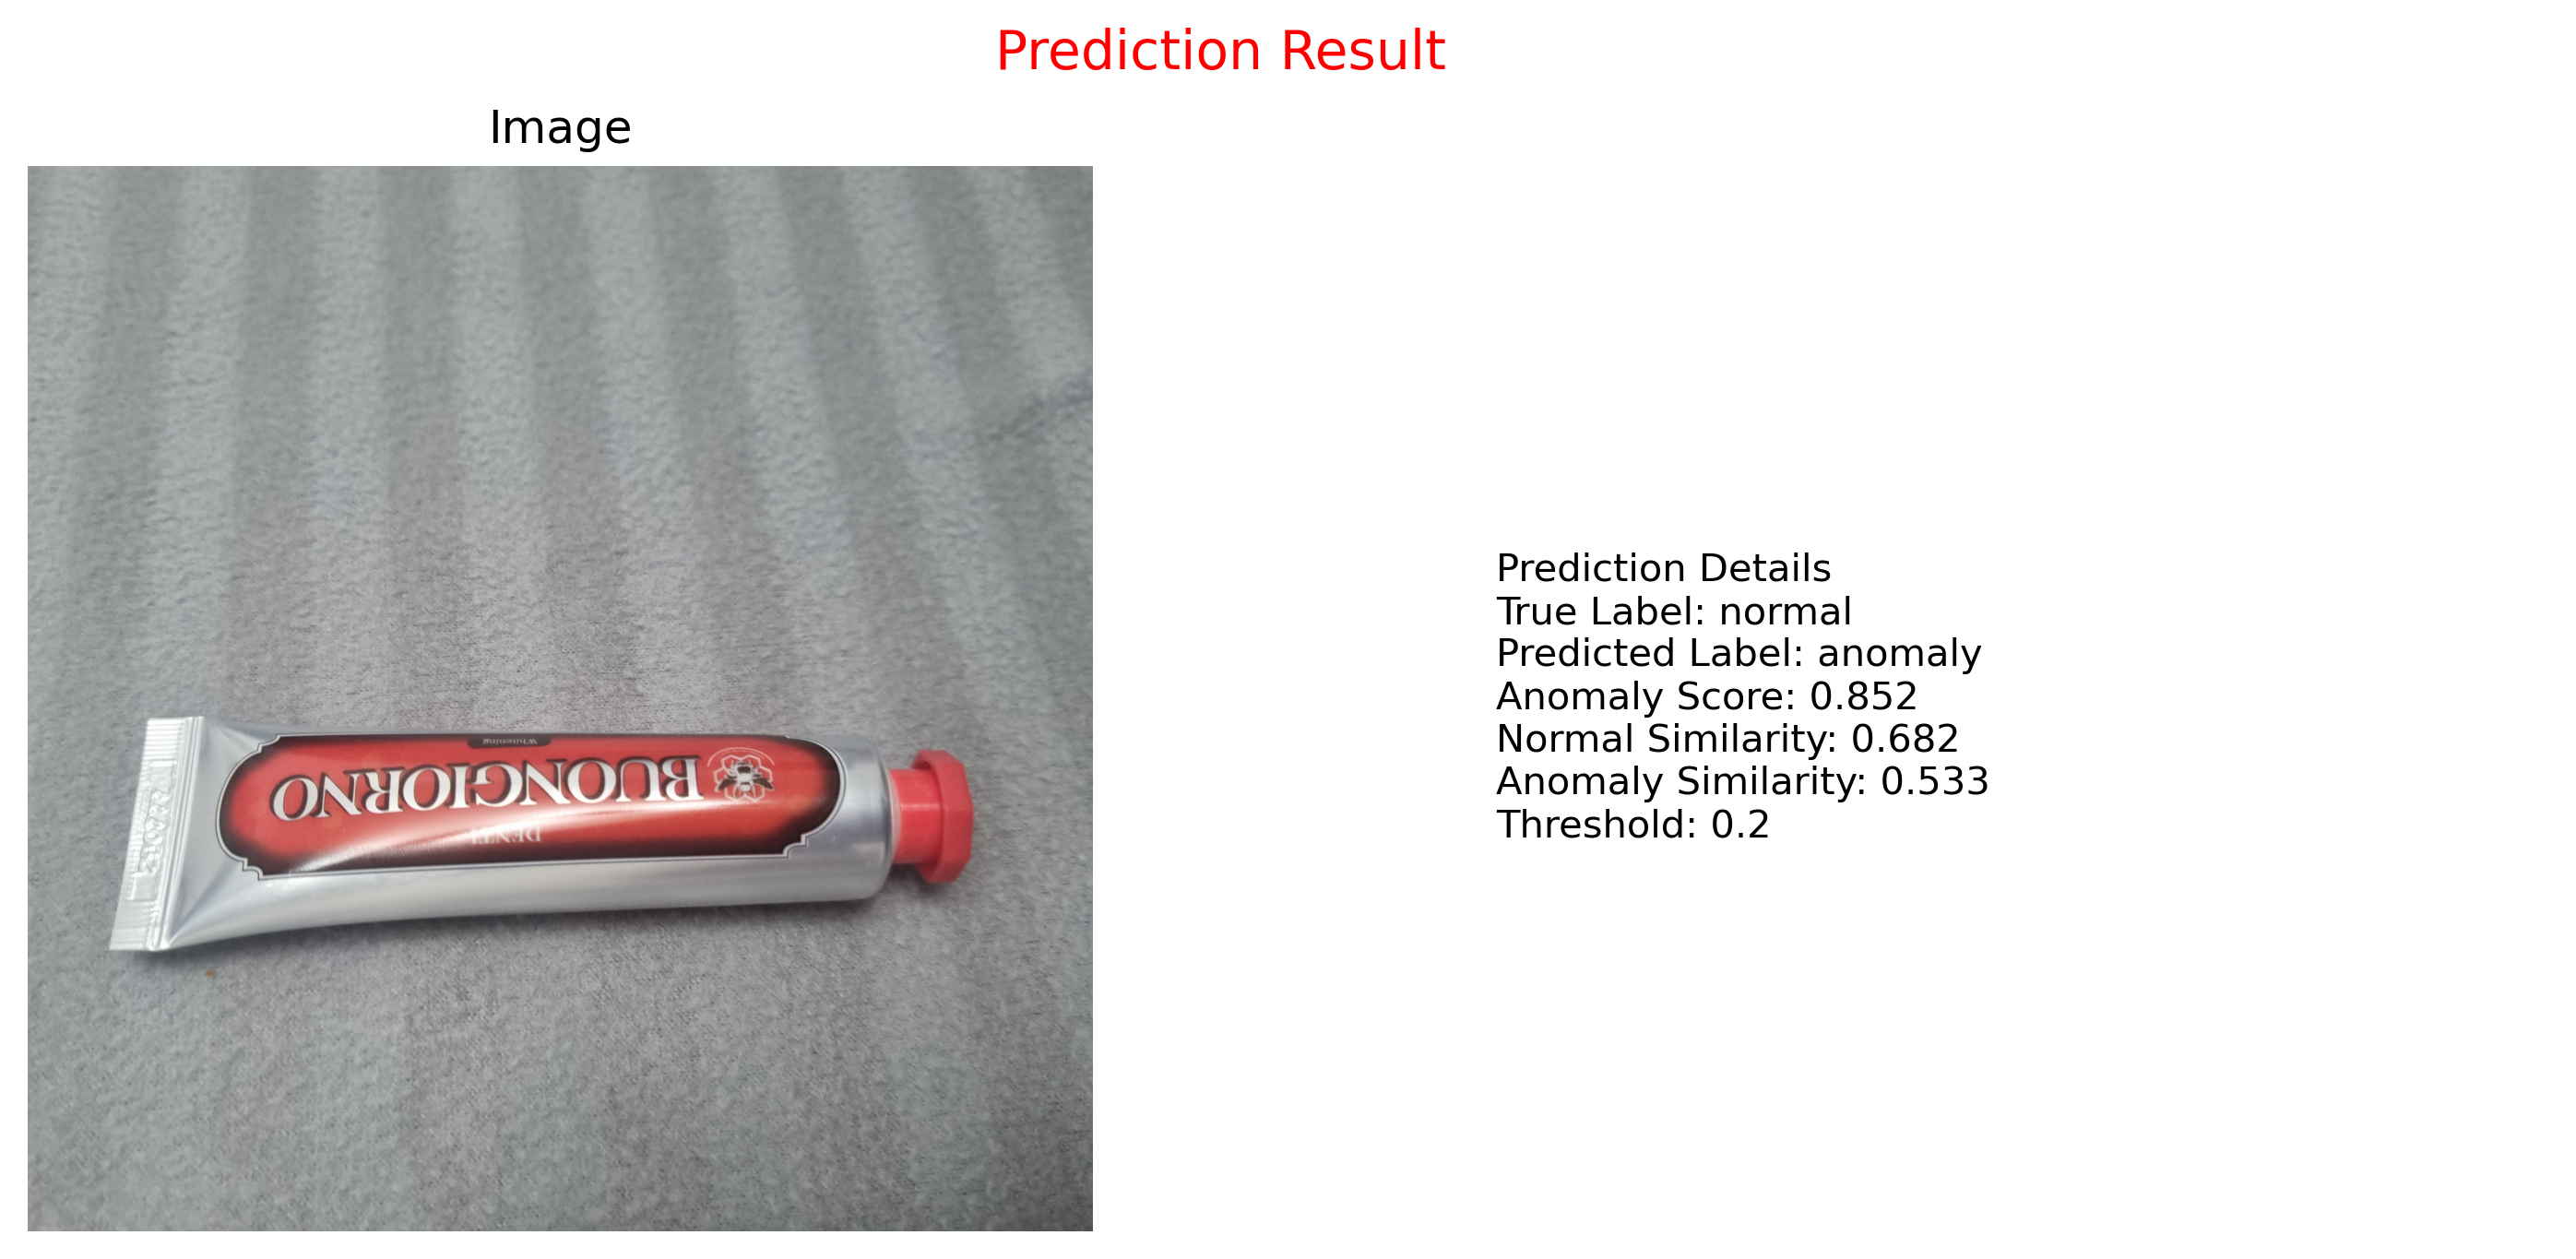 Prediction Result
Image
Whitening
BUONGIORNO
DENTI
Prediction Details
True Label: normal
Predicted Label: anomaly
Anomaly Score: 0.852
Normal Similarity: 0.682
Anomaly Similarity: 0.533
Threshold: 0.2